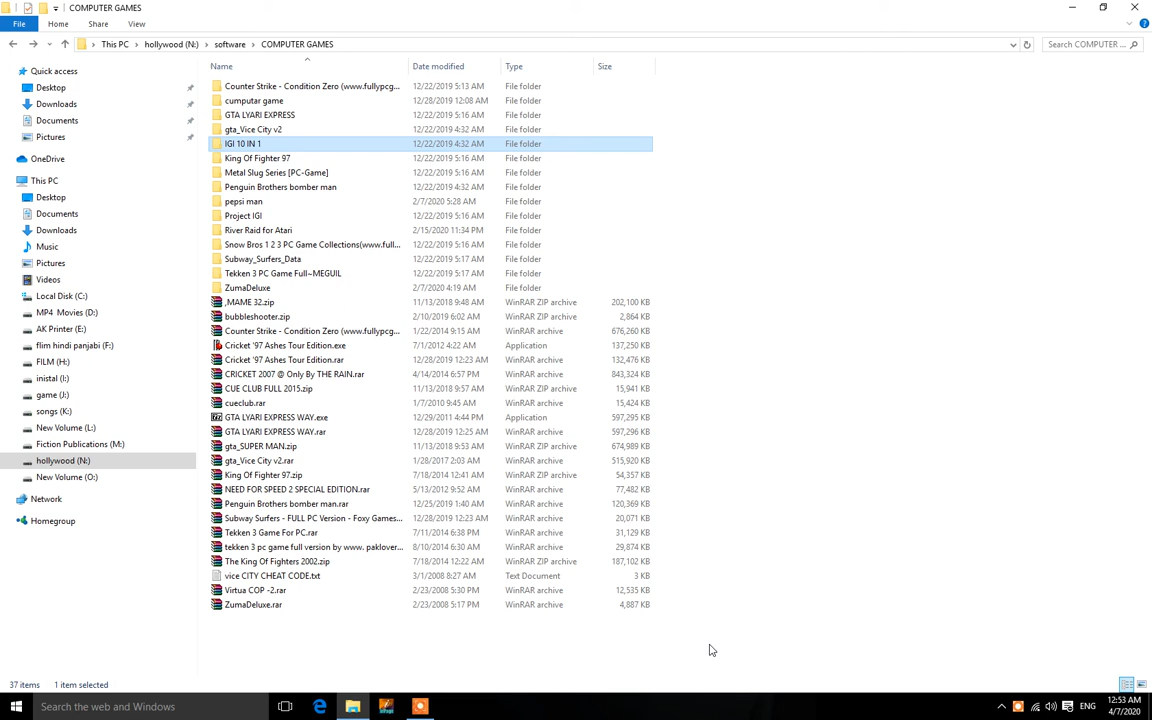 COMPUTER GAMES
File Home Share View
This PC hollywood (N:) software COMPUTER GAMES Search COMPUTER ...
Name Date modified Type Size
Quick access
Desktop
Downloads
Documents
Pictures
OneDrive
This PC
Desktop
Documents
Downloads
Music
Pictures
Videos
Local Disk (C:)
MP4 Movies (D:)
AK Printer (E:)
flim hindi panjabi (F:)
FILM (H:)
inistal (I:)
game (J:)
songs (K:)
New Volume (L:)
Fiction Publications (M:)
hollywood (N:)
New Volume (O:)
Network
Homegroup
Counter Strike - Condition Zero (www.fullypcg... 12/22/2019 5:13 AM File folder
cumputar game 12/28/2019 12:08 AM File folder
GTA LYARI EXPRESS 12/22/2019 5:16 AM File folder
gta_Vice City v2 12/22/2019 4:32 AM File folder
IGI 10 IN 1 12/22/2019 4:32 AM File folder
King Of Fighter 97 12/22/2019 5:16 AM File folder
Metal Slug Series [PC-Game] 12/22/2019 5:16 AM File folder
Penguin Brothers bomber man 12/22/2019 4:32 AM File folder
pepsi man 2/7/2020 5:28 AM File folder
Project IGI 12/22/2019 5:16 AM File folder
River Raid for Atari 2/15/2020 11:34 PM File folder
Snow Bros 1 2 3 PC Game Collections(www.full... 12/22/2019 5:16 AM File folder
Subway_Surfers_Data 12/22/2019 5:17 AM File folder
Tekken 3 PC Game Full~MEGUIL 12/22/2019 5:17 AM File folder
ZumaDeluxe 2/7/2020 4:19 AM File folder
,MAME 32.zip 11/13/2018 9:48 AM WinRAR ZIP archive 202,100 KB
bubbleshooter.zip 2/10/2019 6:02 AM WinRAR ZIP archive 2,864 KB
Counter Strike - Condition Zero (www.fullypcg... 1/22/2014 9:15 AM WinRAR archive 676,260 KB
Cricket '97 Ashes Tour Edition.exe 7/1/2012 4:22 AM Application 137,250 KB
Cricket '97 Ashes Tour Edition.rar 12/28/2019 12:23 AM WinRAR archive 132,476 KB
CRICKET 2007 @ Only By THE RAIN.rar 4/14/2014 6:57 PM WinRAR archive 843,324 KB
CUE CLUB FULL 2015.zip 11/13/2018 9:57 AM WinRAR ZIP archive 15,941 KB
cueclub.rar 1/7/2010 9:45 AM WinRAR archive 15,424 KB
GTA LYARI EXPRESS WAY.exe 12/29/2011 4:44 PM Application 597,295 KB
GTA LYARI EXPRESS WAY.rar 12/28/2019 12:25 AM WinRAR archive 597,296 KB
gta_SUPER MAN.zip 11/13/2018 9:53 AM WinRAR ZIP archive 674,989 KB
gta_Vice City v2.rar 1/28/2017 2:03 AM WinRAR archive 515,920 KB
King Of Fighter 97.zip 7/18/2014 12:41 AM WinRAR ZIP archive 54,357 KB
NEED FOR SPEED 2 SPECIAL EDITION.rar 5/13/2012 9:52 AM WinRAR archive 77,482 KB
Penguin Brothers bomber man.rar 12/25/2019 1:40 AM WinRAR archive 120,369 KB
Subway Surfers - FULL PC Version - Foxy Games... 12/28/2019 12:23 AM WinRAR archive 20,071 KB
Tekken 3 Game For PC.rar 7/11/2014 6:38 PM WinRAR archive 31,129 KB
tekken 3 pc game full version by www. paklover... 8/10/2014 6:30 AM WinRAR archive 29,874 KB
The King Of Fighters 2002.zip 7/18/2014 12:22 AM WinRAR ZIP archive 187,102 KB
vice CITY CHEAT CODE.txt 3/1/2008 8:27 AM Text Document 3 KB
Virtua COP -2.rar 2/23/2008 5:30 PM WinRAR archive 12,535 KB
ZumaDeluxe.rar 2/23/2008 5:17 PM WinRAR archive 4,887 KB
37 items 1 item selected
Search the web and Windows
ENG
12:53 AM
4/7/2020